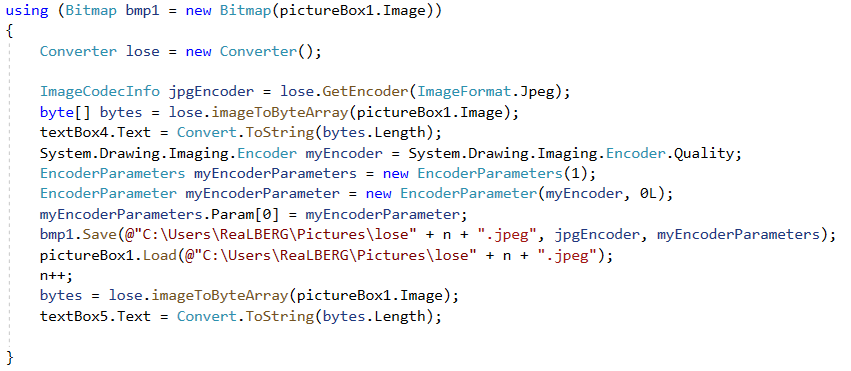 using (Bitmap bmp1 = new Bitmap(pictureBox1.Image))
{
Converter lose = new Converter();
ImageCodecInfo jpgEncoder = lose.GetEncoder(ImageFormat.Jpeg);
byte[] bytes = lose.imageToByteArray(pictureBox1.Image);
textBox4.Text = Convert.ToString(bytes.Length);
System.Drawing.Imaging.Encoder myEncoder = System.Drawing.Imaging.Encoder.Quality;
EncoderParameters myEncoderParameters = new EncoderParameters(1);
EncoderParameter myEncoderParameter = new EncoderParameter(myEncoder, 0L);
myEncoderParameters.Param[0] = myEncoderParameter;
bmp1.Save(@"C:\Users\ReaLBERG\Pictures\lose" + n + ".jpeg", jpgEncoder, myEncoderParameters);
pictureBox1.Load(@"C:\Users\ReaLBERG\Pictures\lose" + n + ".jpeg");
n++;
bytes = lose.imageToByteArray(pictureBox1.Image);
textBox5.Text = Convert.ToString(bytes.Length);
}